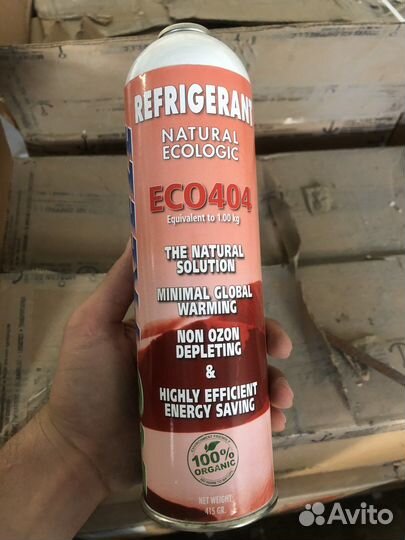 REFRIGERANT
NATURAL
ECOLOGIC
ECO404
Equivalent to 1.00 kg
THE NATURAL
SOLUTION
MINIMAL GLOBAL
WARMING
NON OZON
DEPLETING
&
HIGHLY EFFICIENT
ENERGY SAVING
100%
ORGANIC
NET WEIGHT
415 GR.
Avito